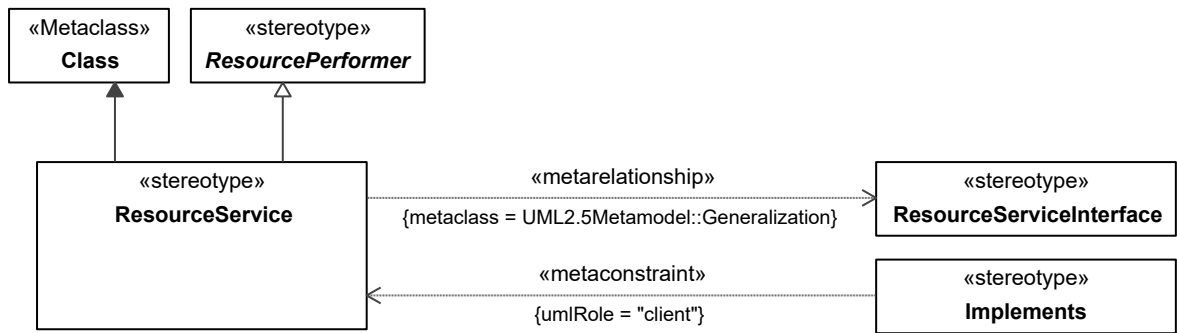 «Metaclass»
Class
«stereotype»
ResourcePerformer
«stereotype»
ResourceService
«metarelationship»
{metaclass = UML2.5Metamodel::Generalization}
«stereotype»
ResourceServiceInterface
«metaconstraint»
{umlRole = "client"}
«stereotype»
Implements